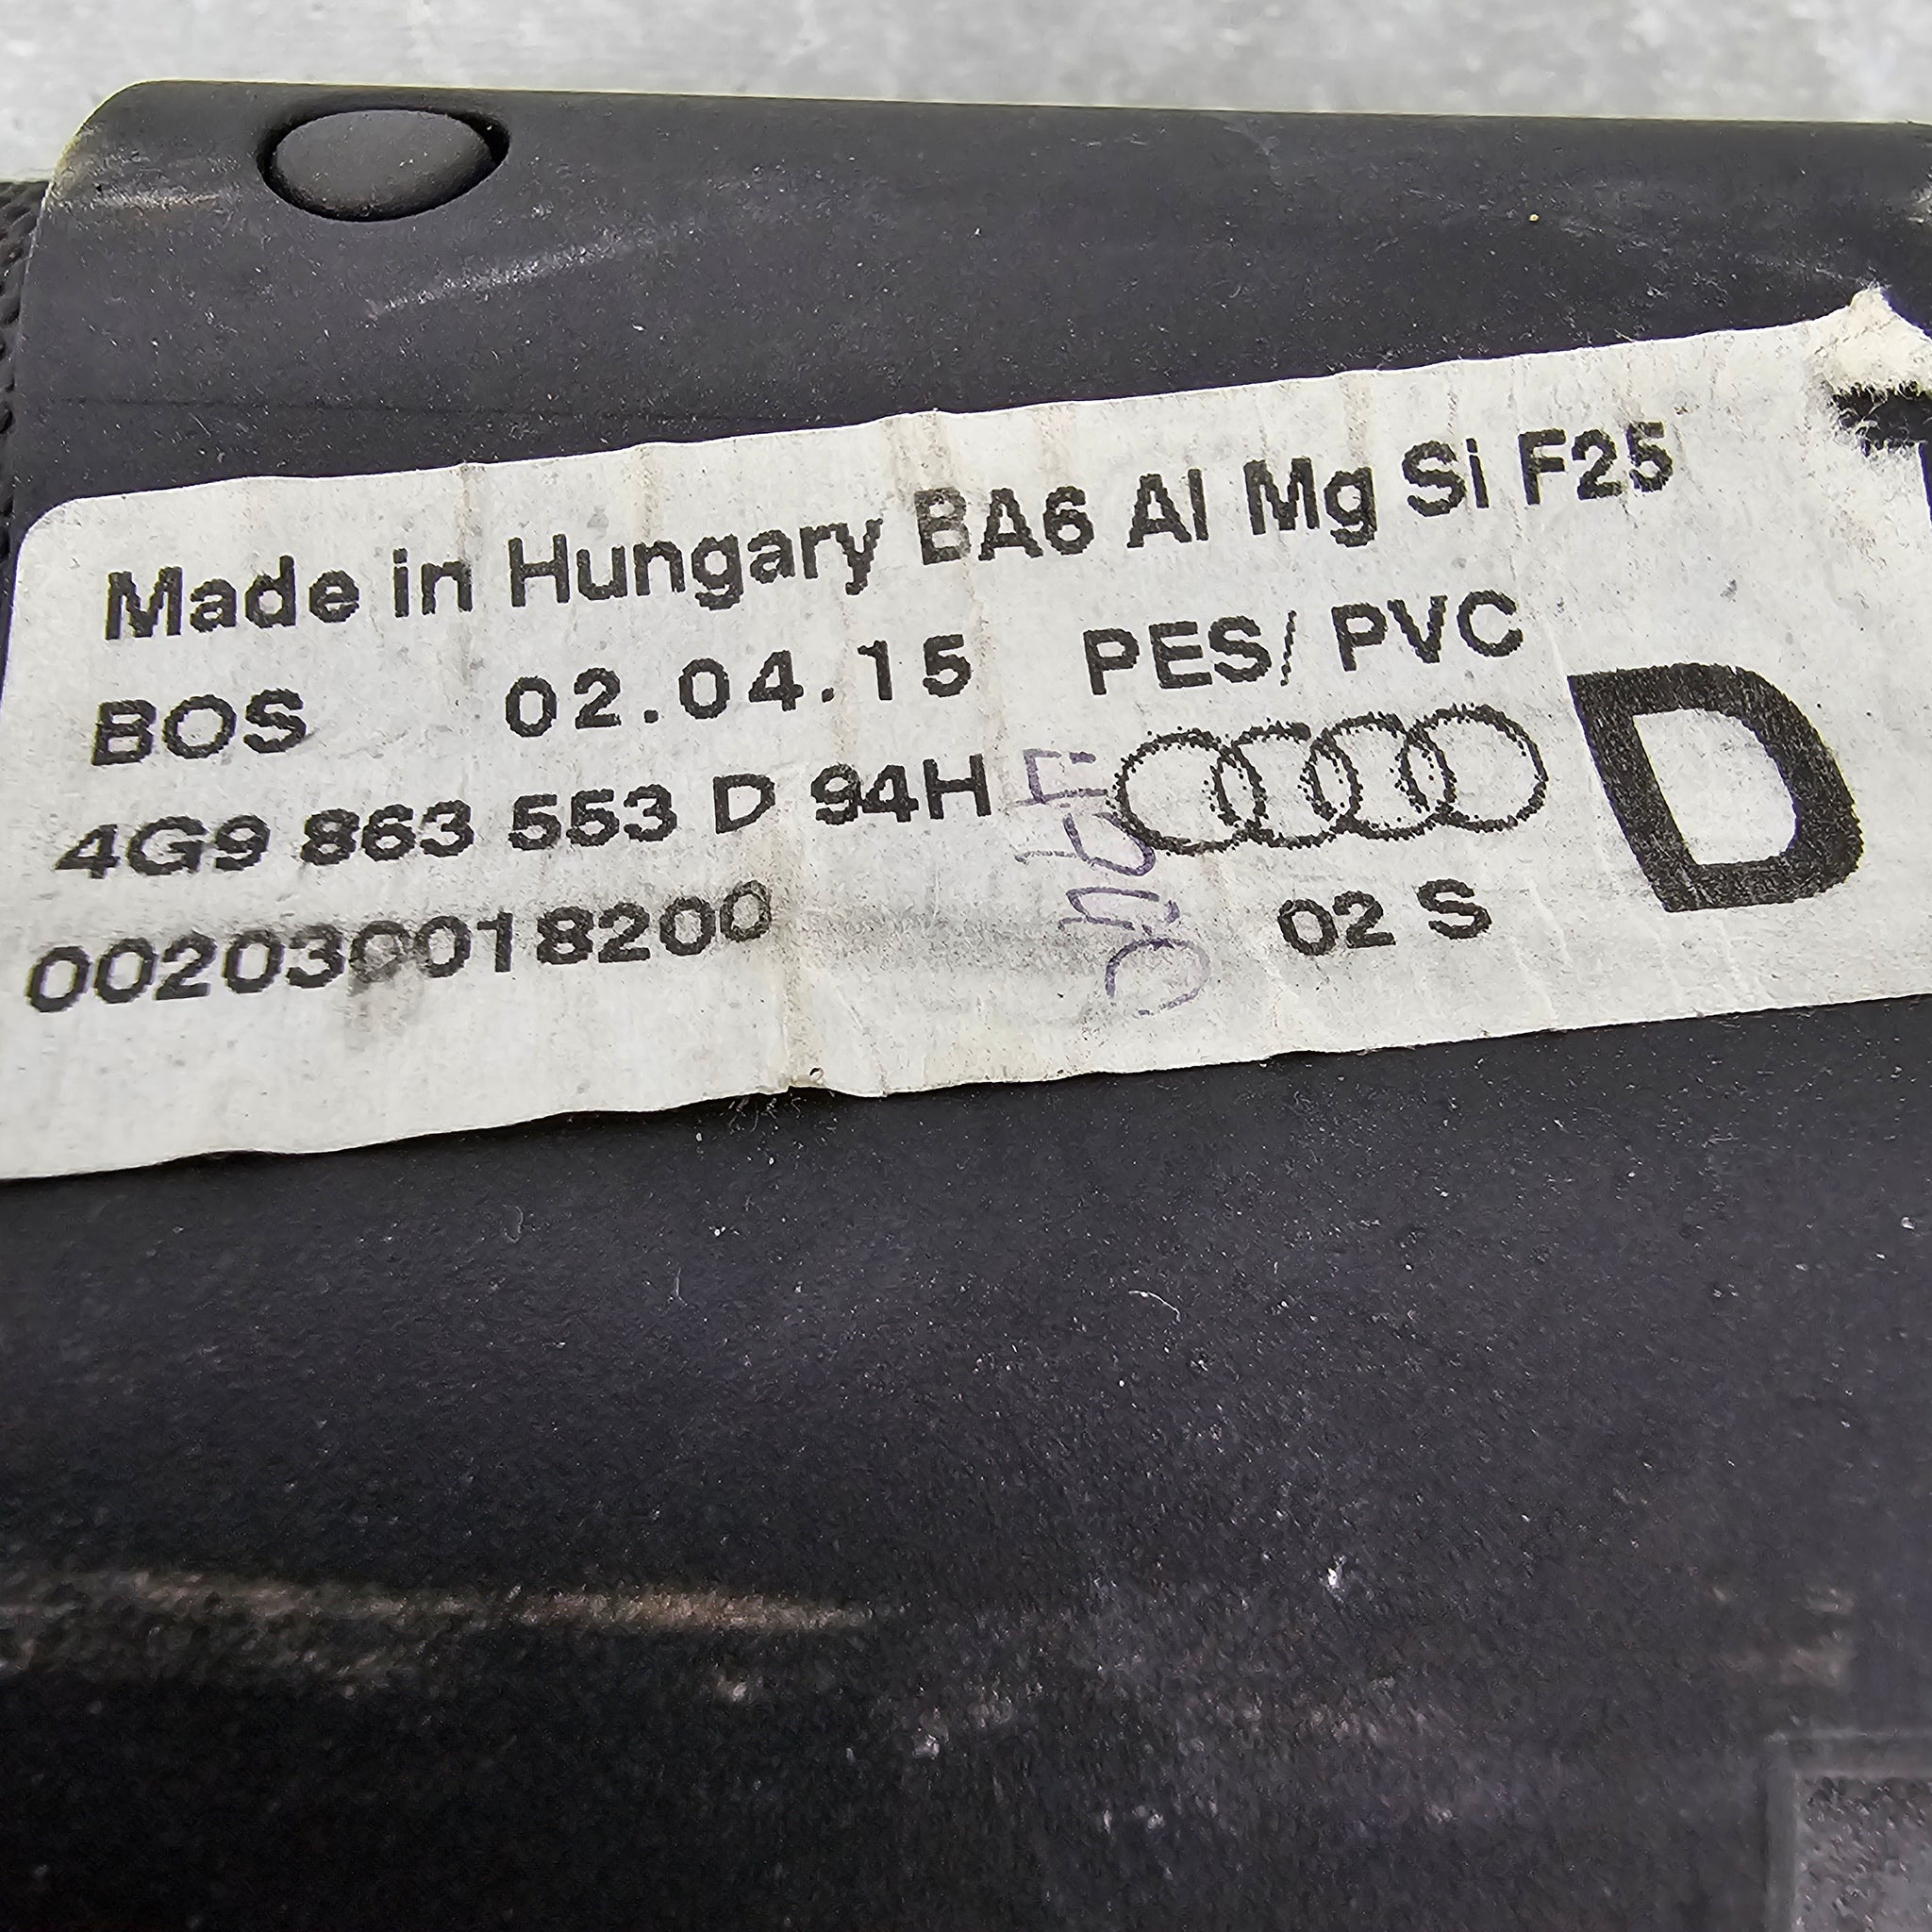 Made in Hungary BA6 Al Mg Si F25
BOS 02.04.15 PES/ PVC
4G9 863 553 D 94H D
002030018200 02 S